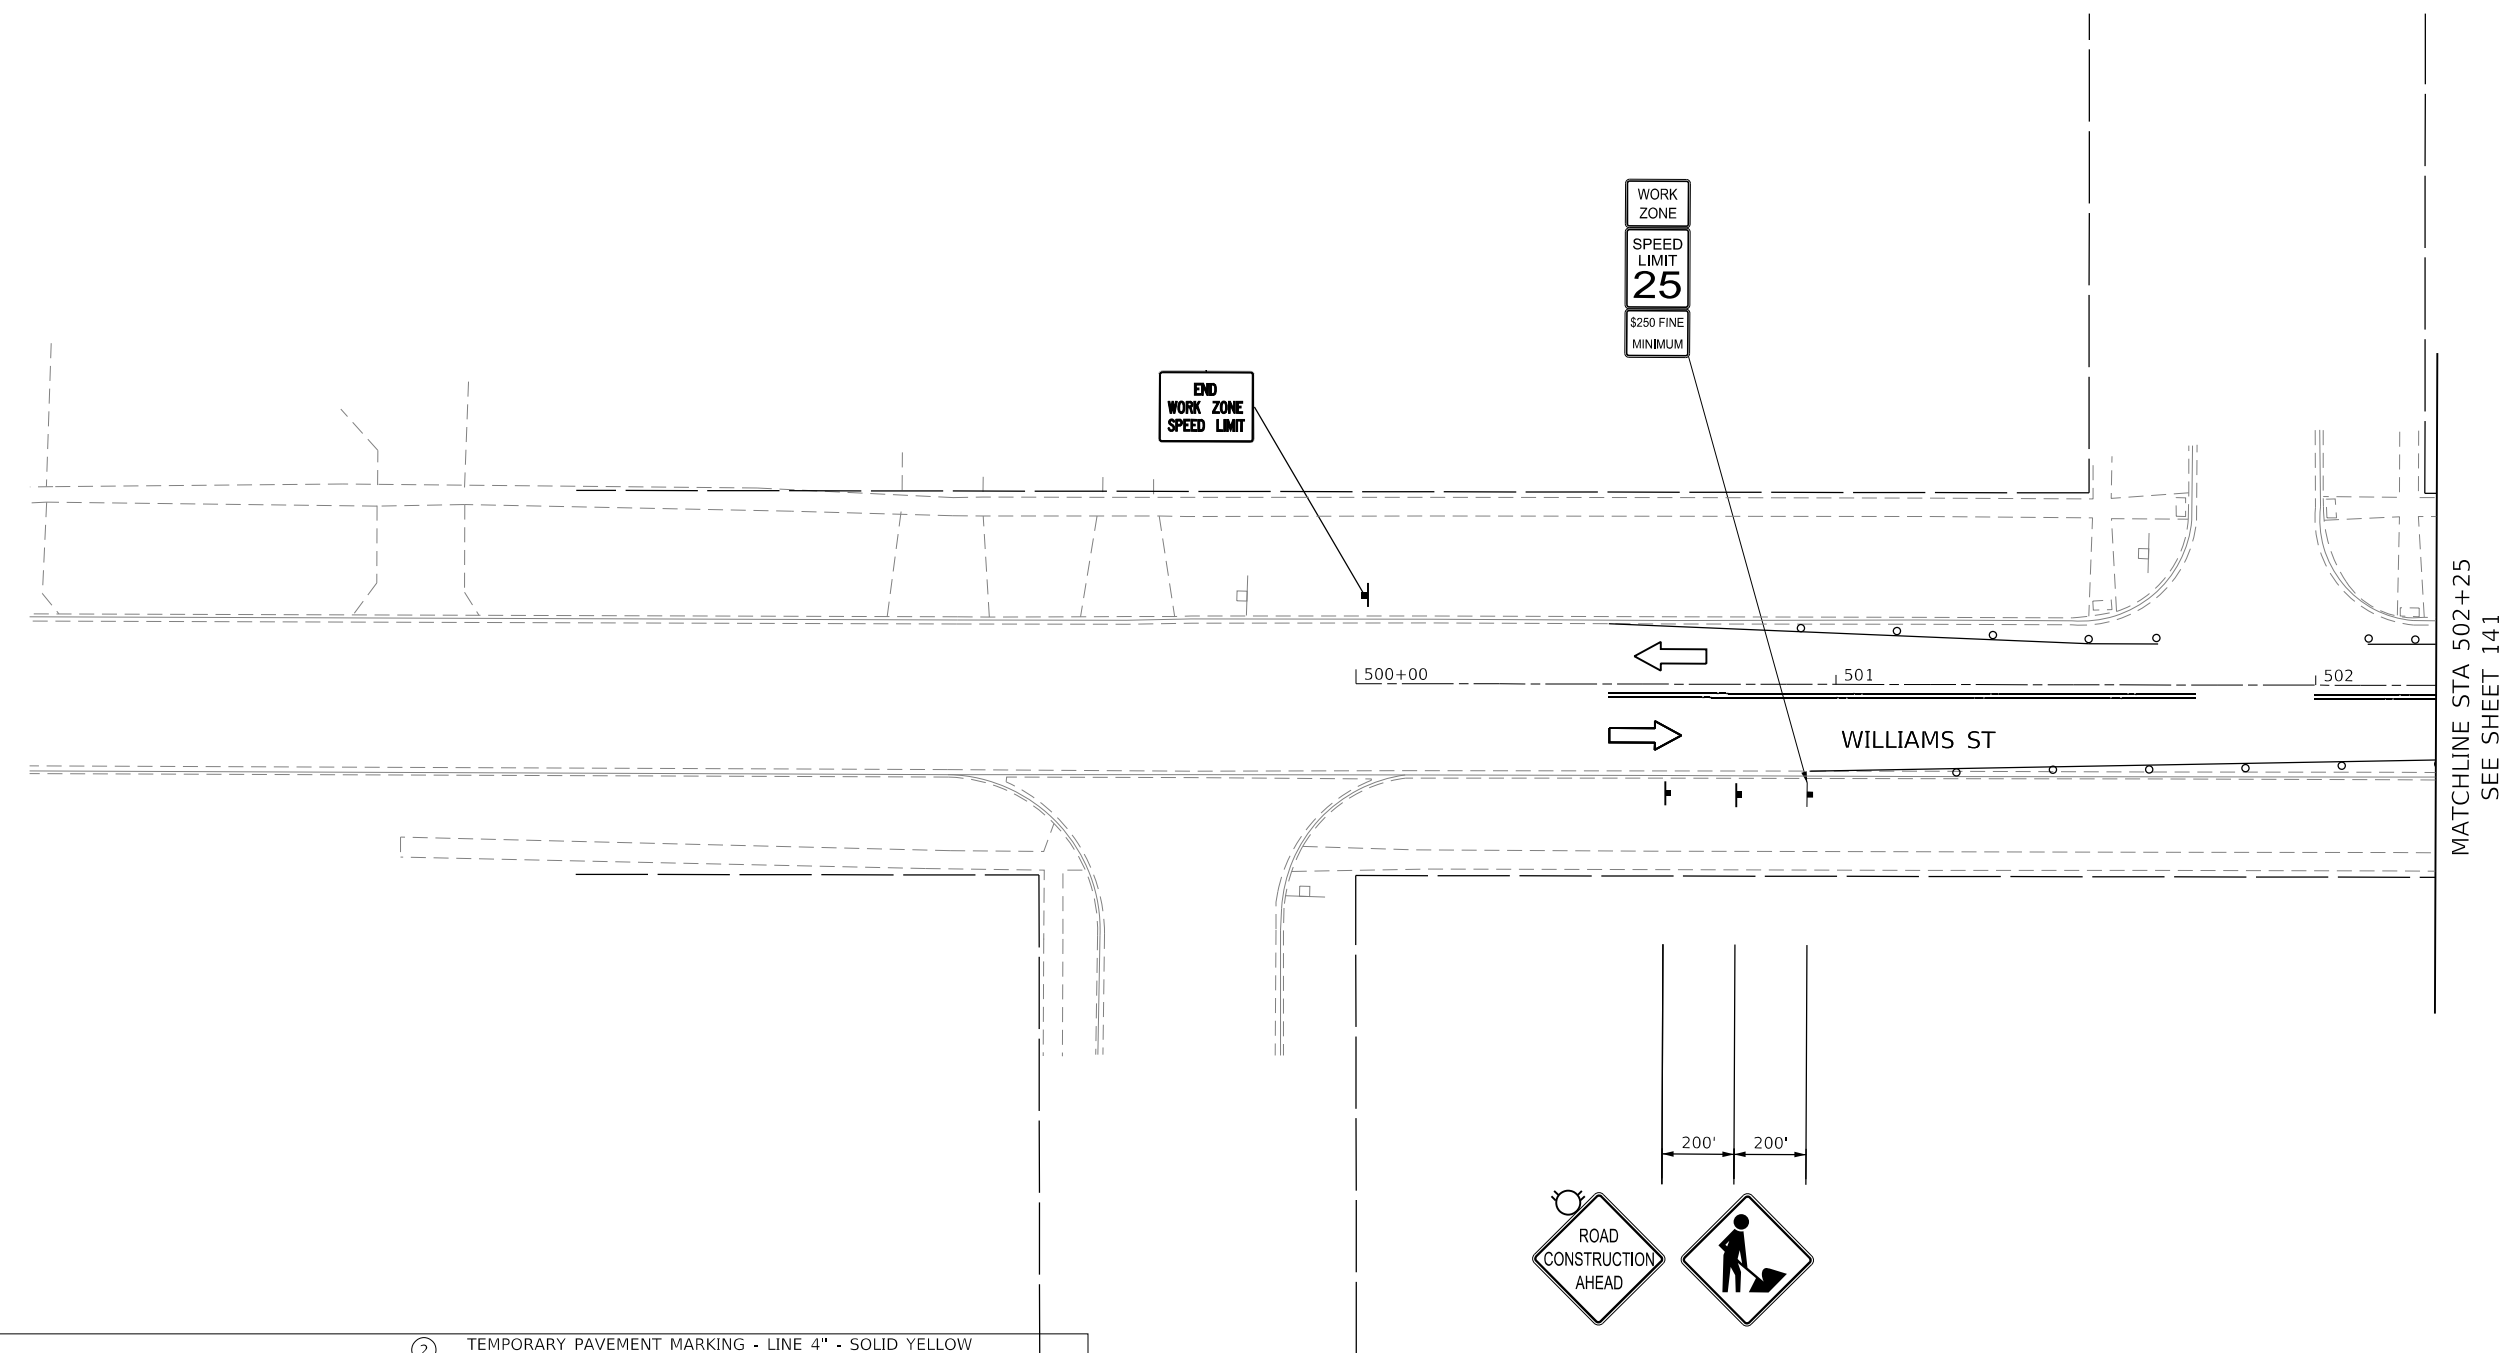 WORK
ZONE
SPEED
LIMIT
25
$250 FINE
MINIMUM
END
WORK ZONE
SPEED LIMIT
500+00
501
502
WILLIAMS ST
MATCHLINE STA 502+25
SEE SHEET 141
200'
200'
ROAD
CONSTRUCTION
AHEAD
2 TEMPORARY PAVEMENT MARKING - LINE 4" - SOLID YELLOW